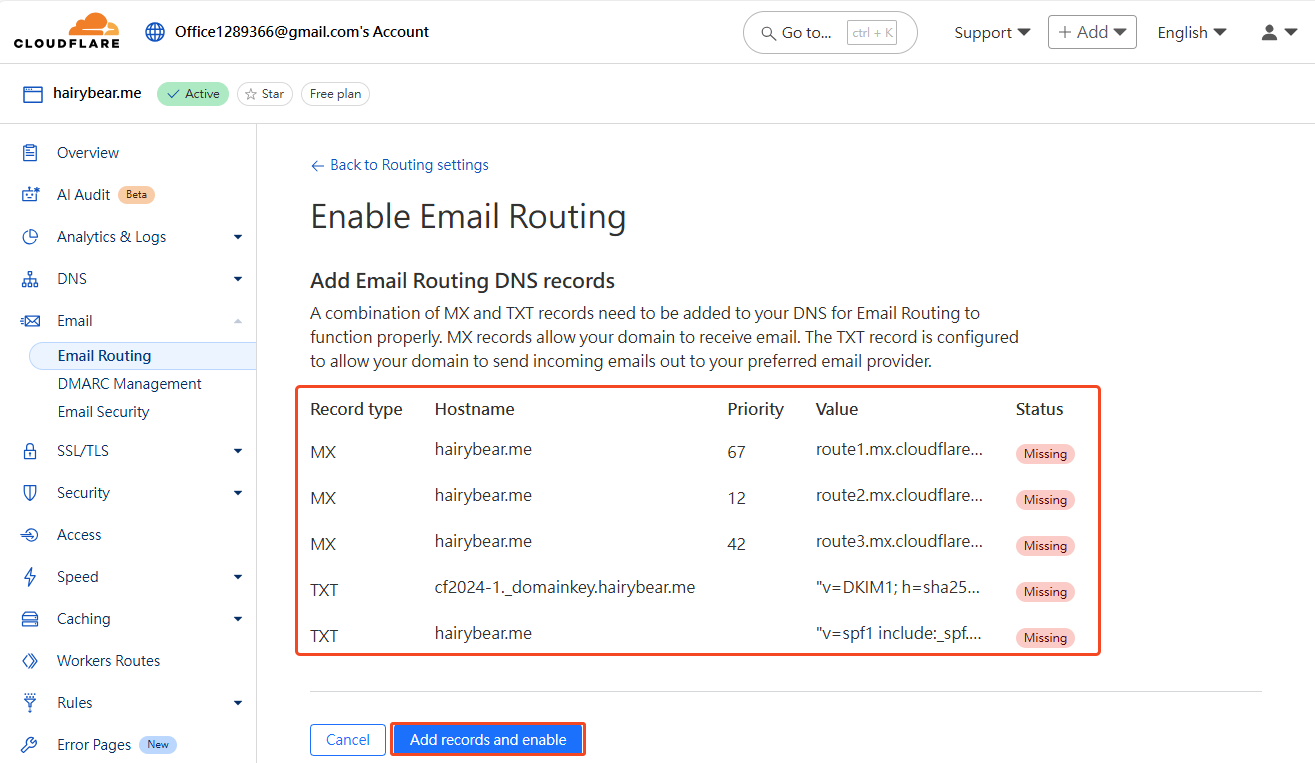 CLOUDFLARE
Office1289366@gmail.com's Account
Go to...
ctrl + K
Support
+ Add
English
hairybear.me
Active
Star
Free plan
Overview
AI Audit Beta
Analytics & Logs
DNS
Email
Email Routing
DMARC Management
Email Security
SSL/TLS
Security
Access
Speed
Caching
Workers Routes
Rules
Error Pages New
← Back to Routing settings
Enable Email Routing
Add Email Routing DNS records
A combination of MX and TXT records need to be added to your DNS for Email Routing to
function properly. MX records allow your domain to receive email. The TXT record is configured
to allow your domain to send incoming emails out to your preferred email provider.
Record type Hostname Priority Value Status
MX hairybear.me 67 route1.mx.cloudflare... Missing
MX hairybear.me 12 route2.mx.cloudflare... Missing
MX hairybear.me 42 route3.mx.cloudflare... Missing
TXT cf2024-1._domainkey.hairybear.me "v=DKIM1; h=sha25... Missing
TXT hairybear.me "v=spf1 include:_spf.... Missing
Cancel
Add records and enable